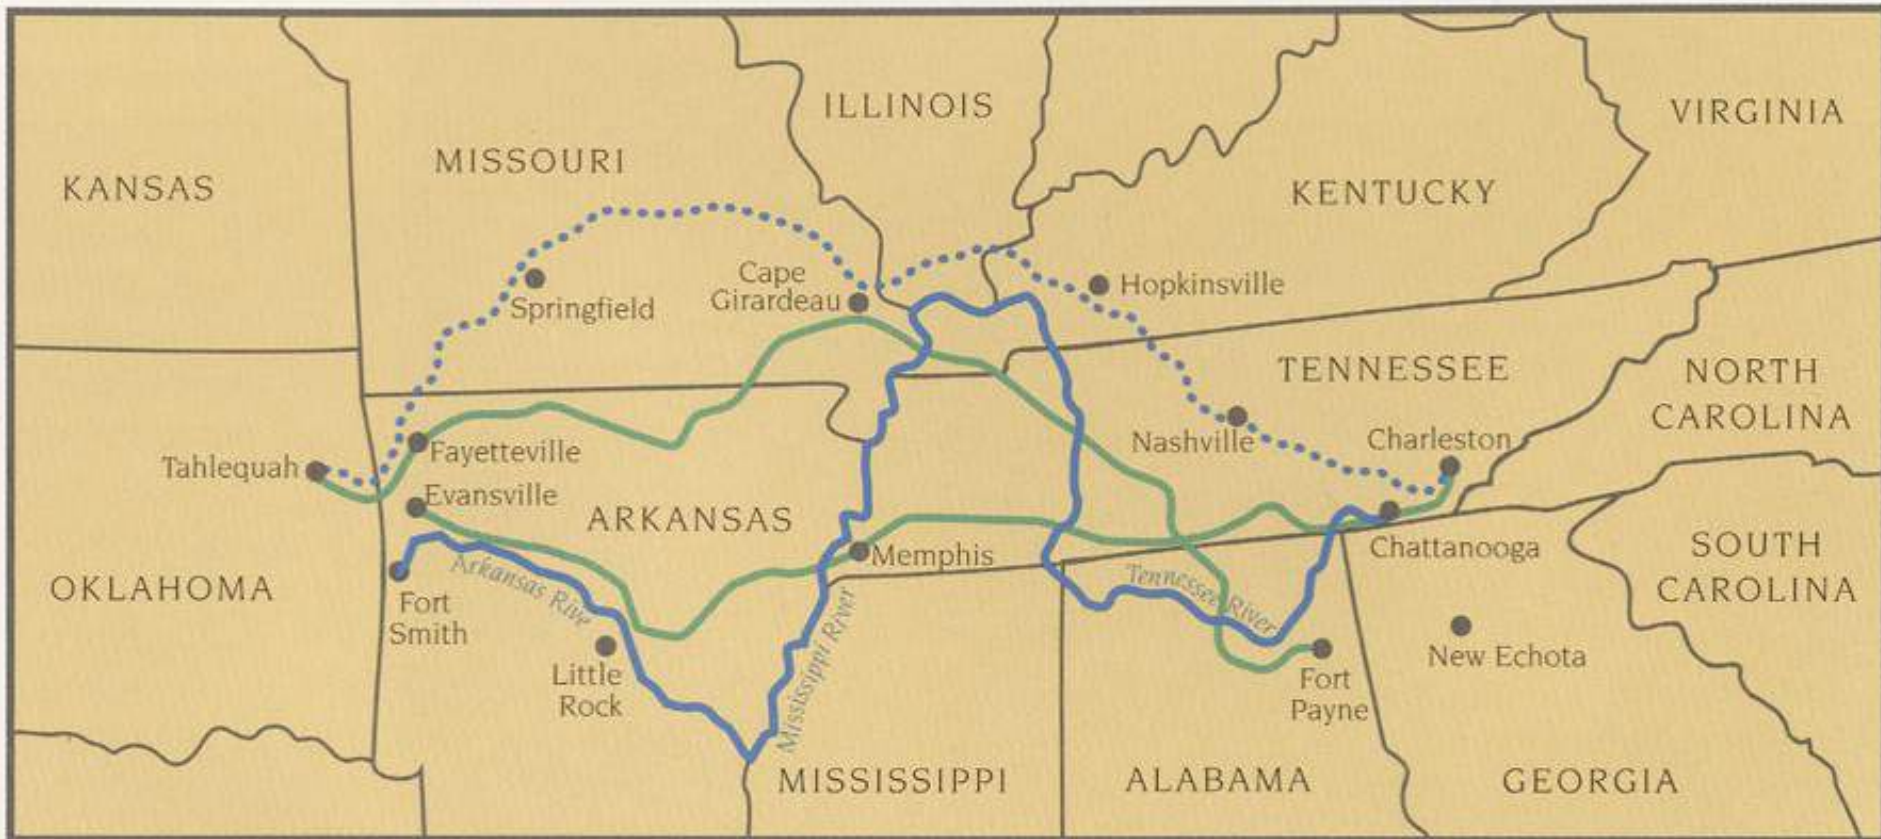 ILLINOIS
VIRGINIA
MISSOURI
KANSAS
KENTUCKY
Cape
Girardeau
Hopkinsville
Springfield
TENNESSEE
NORTH
CAROLINA
Nashville
Charleston
Fayetteville
Tahlequah
Evansville
ARKANSAS
Memphis
Chattanooga
SOUTH
CAROLINA
OKLAHOMA
Arkansas Rive
Tennessee River
Fort
Smith
Mississippi River
New Echota
Little
Rock
Fort
Payne
MISSISSIPPI
ALABAMA
GEORGIA